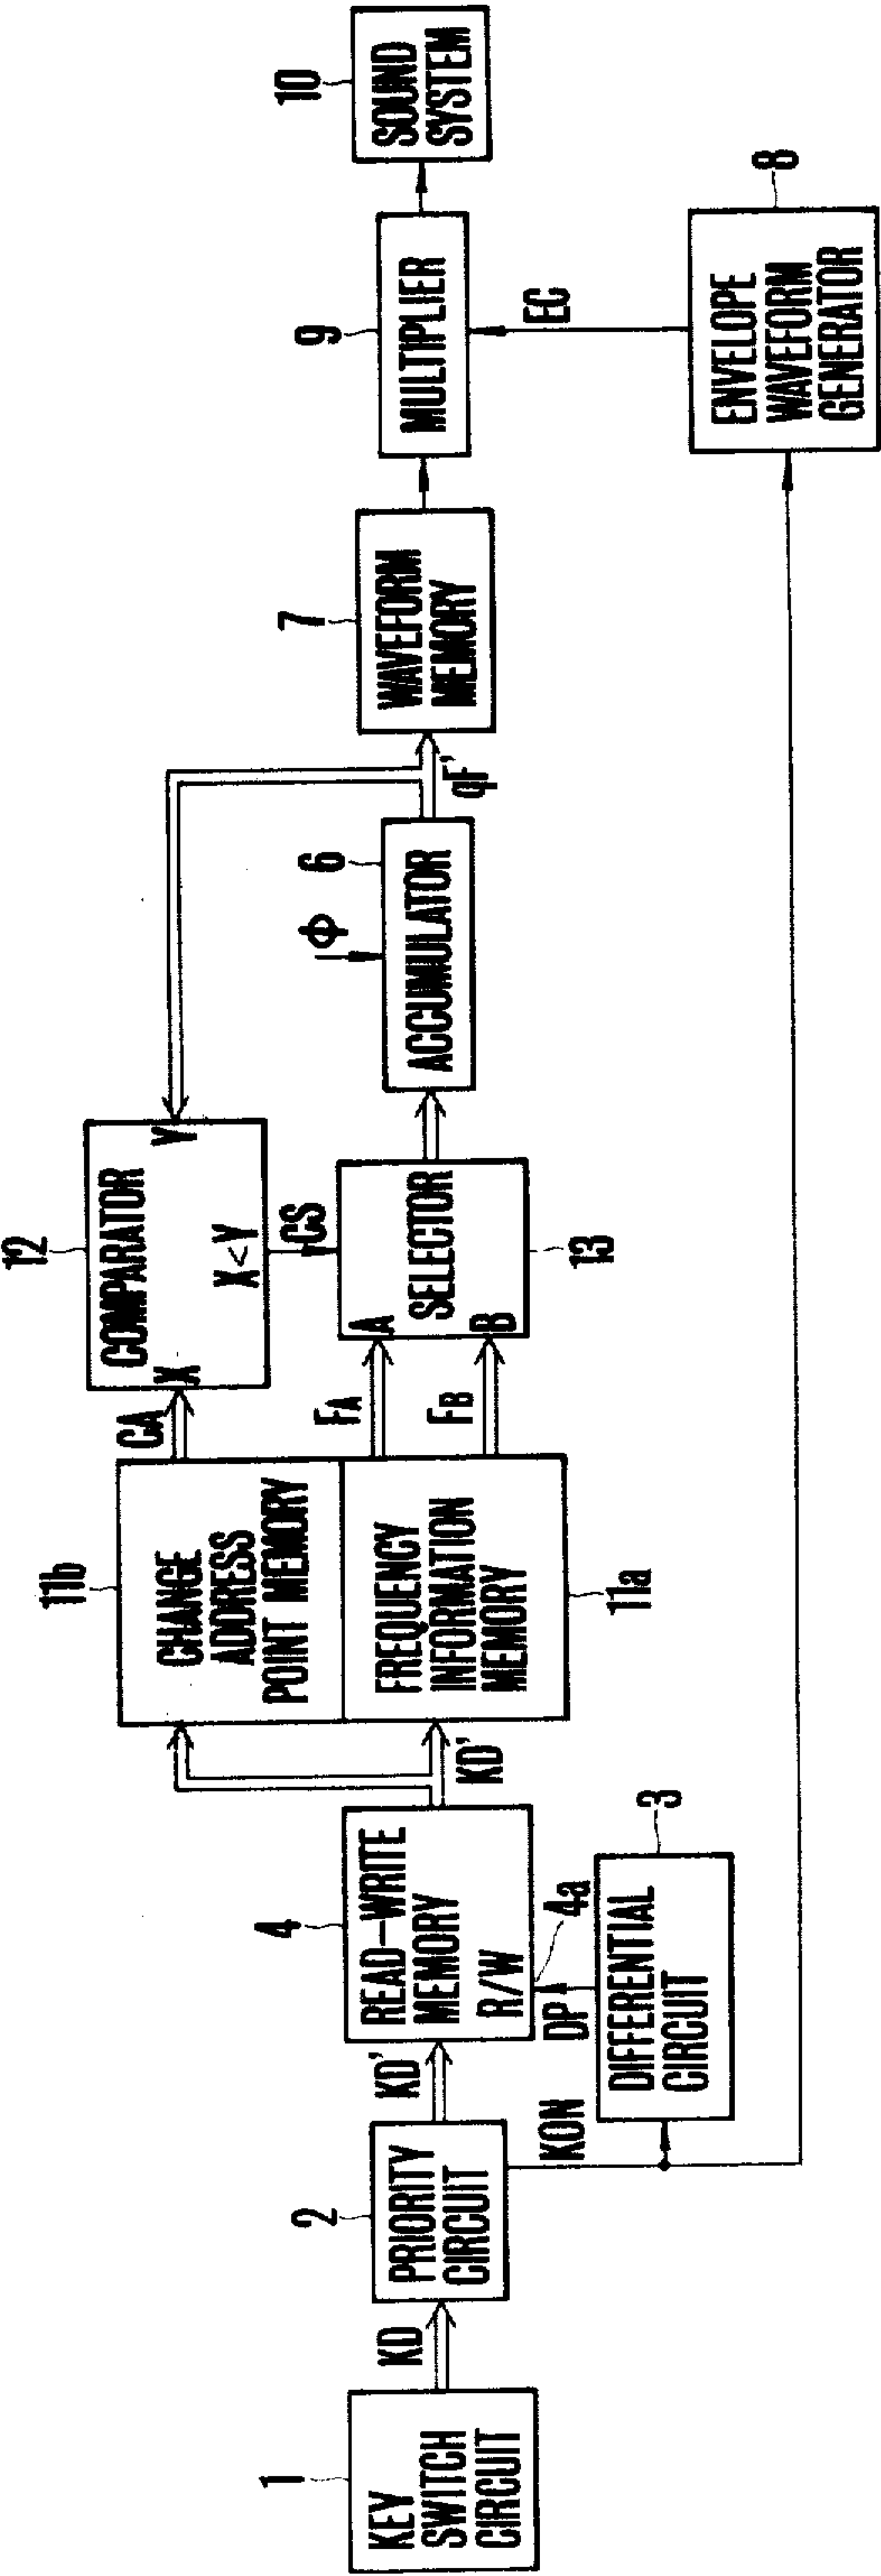 1
KEY
SWITCH
CIRCUIT
KD
2
PRIORITY
CIRCUIT
KD'
KON
4
READ-WRITE
MEMORY
R/W
4a
DP
3
DIFFERENTIAL
CIRCUIT
KD'
11b
CHANGE
ADDRESS
POINT MEMORY
FREQUENCY
INFORMATION
MEMORY
11a
CA
FA
FB
12
COMPARATOR
X
Y
X<Y
CS
A
B
SELECTOR
13
Φ
6
ACCUMULATOR
qF'
7
WAVEFORM
MEMORY
9
MULTIPLIER
EC
8
ENVELOPE
WAVEFORM
GENERATOR
10
SOUND
SYSTEM